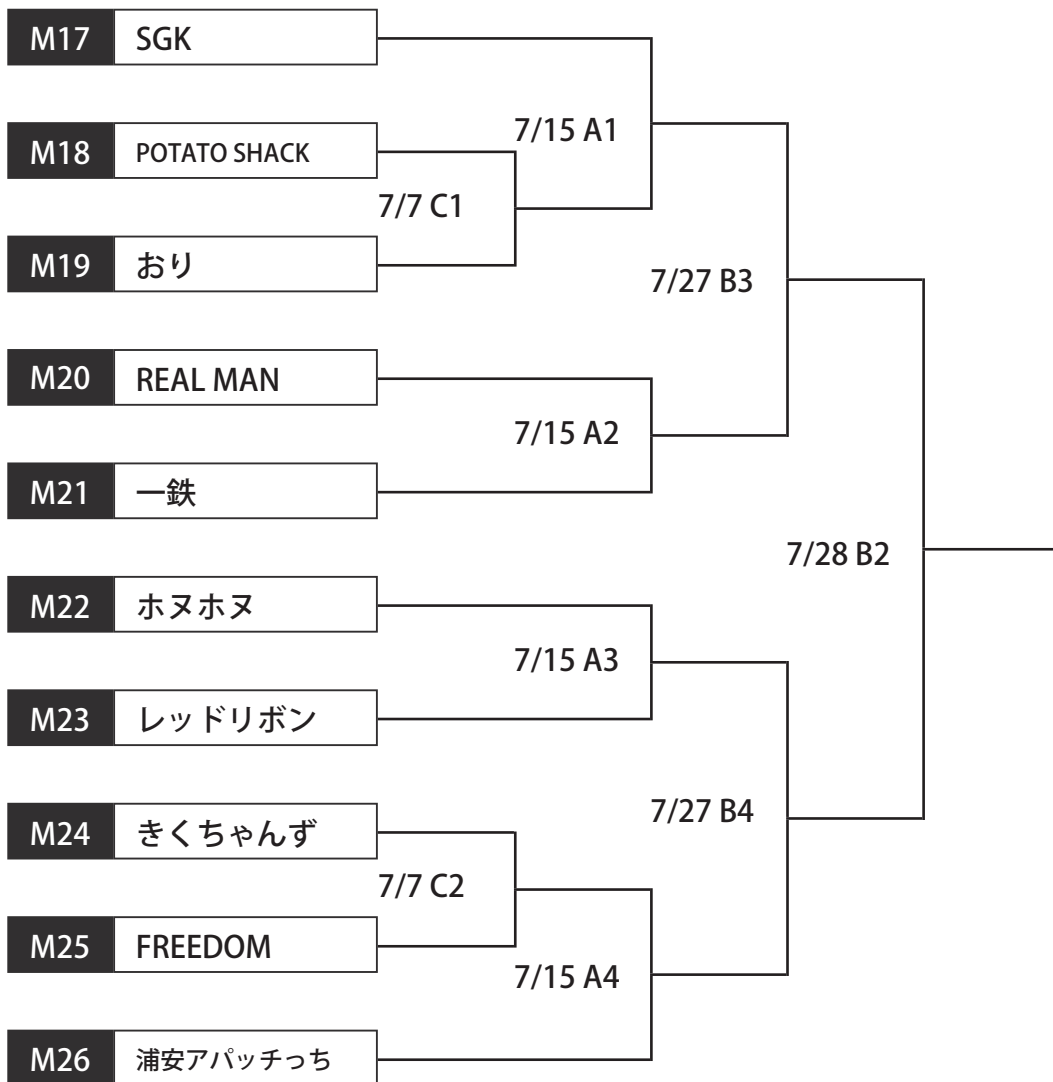 M17 SGK
7/15 A1
M18 POTATO SHACK
7/7 C1
M19 おり
7/27 B3
M20 REAL MAN
7/15 A2
M21 一鉄
7/28 B2
M22 ホヌホヌ
7/15 A3
M23 レッドリボン
7/27 B4
M24 きくちゃんず
7/7 C2
M25 FREEDOM
7/15 A4
M26 浦安アパッチっち